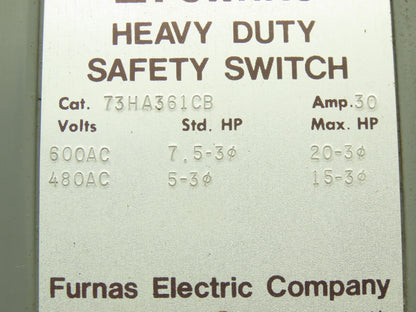 HEAVY DUTY
SAFETY SWITCH
Cat. 73HA361CB Amp. 30
Volts Std. HP Max. HP
600AC 7.5-3ϕ 20-3ϕ
480AC 5-3ϕ 15-3ϕ
Furnas Electric Company